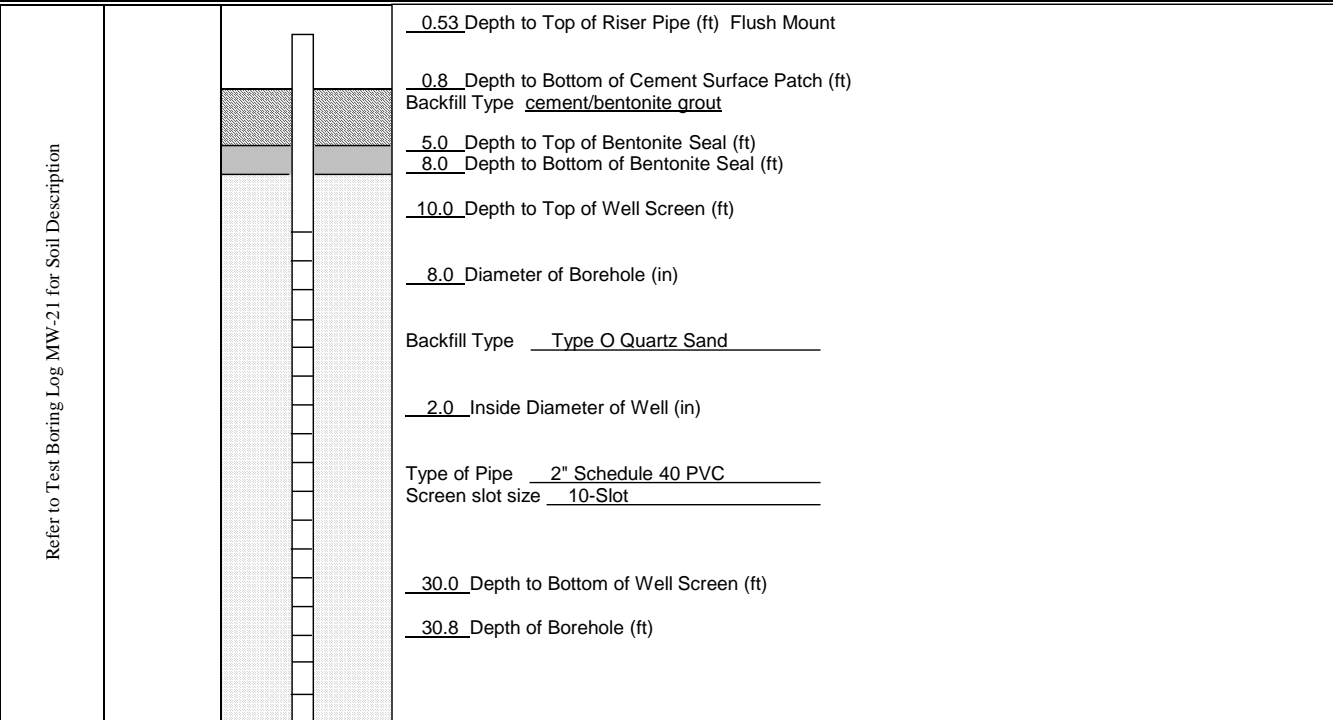 Refer to Test Boring Log MW-21 for Soil Description
0.53 Depth to Top of Riser Pipe (ft) Flush Mount
0.8 Depth to Bottom of Cement Surface Patch (ft)
Backfill Type cement/bentonite grout
5.0 Depth to Top of Bentonite Seal (ft)
8.0 Depth to Bottom of Bentonite Seal (ft)
10.0 Depth to Top of Well Screen (ft)
8.0 Diameter of Borehole (in)
Backfill Type Type O Quartz Sand
2.0 Inside Diameter of Well (in)
Type of Pipe 2" Schedule 40 PVC
Screen slot size 10-Slot
30.0 Depth to Bottom of Well Screen (ft)
30.8 Depth of Borehole (ft)